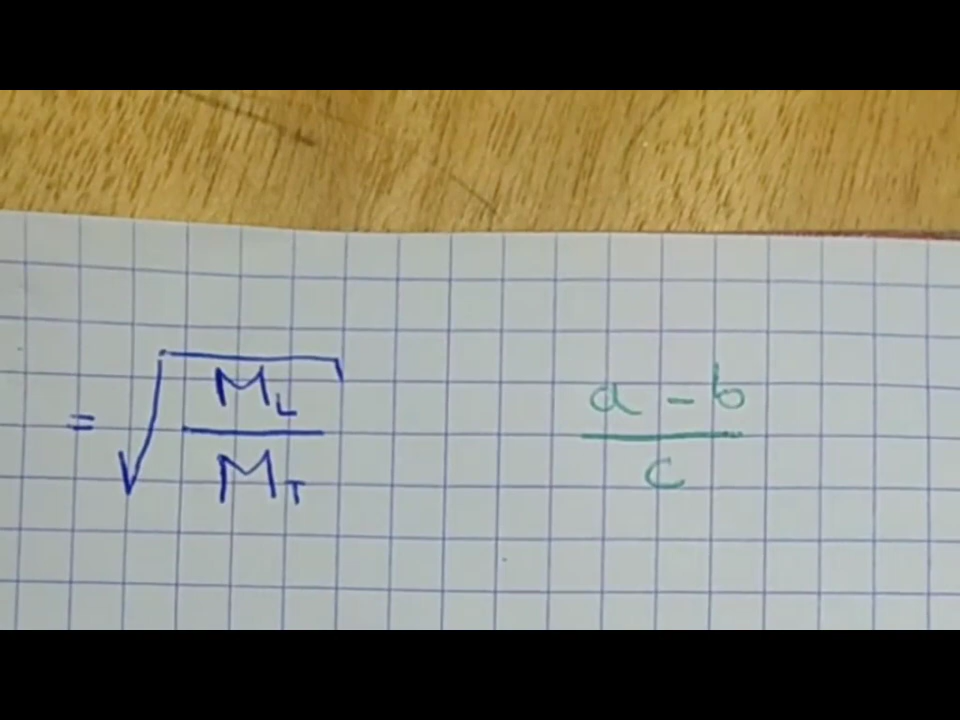 = √(M_L / M_T)
(a - b) / c